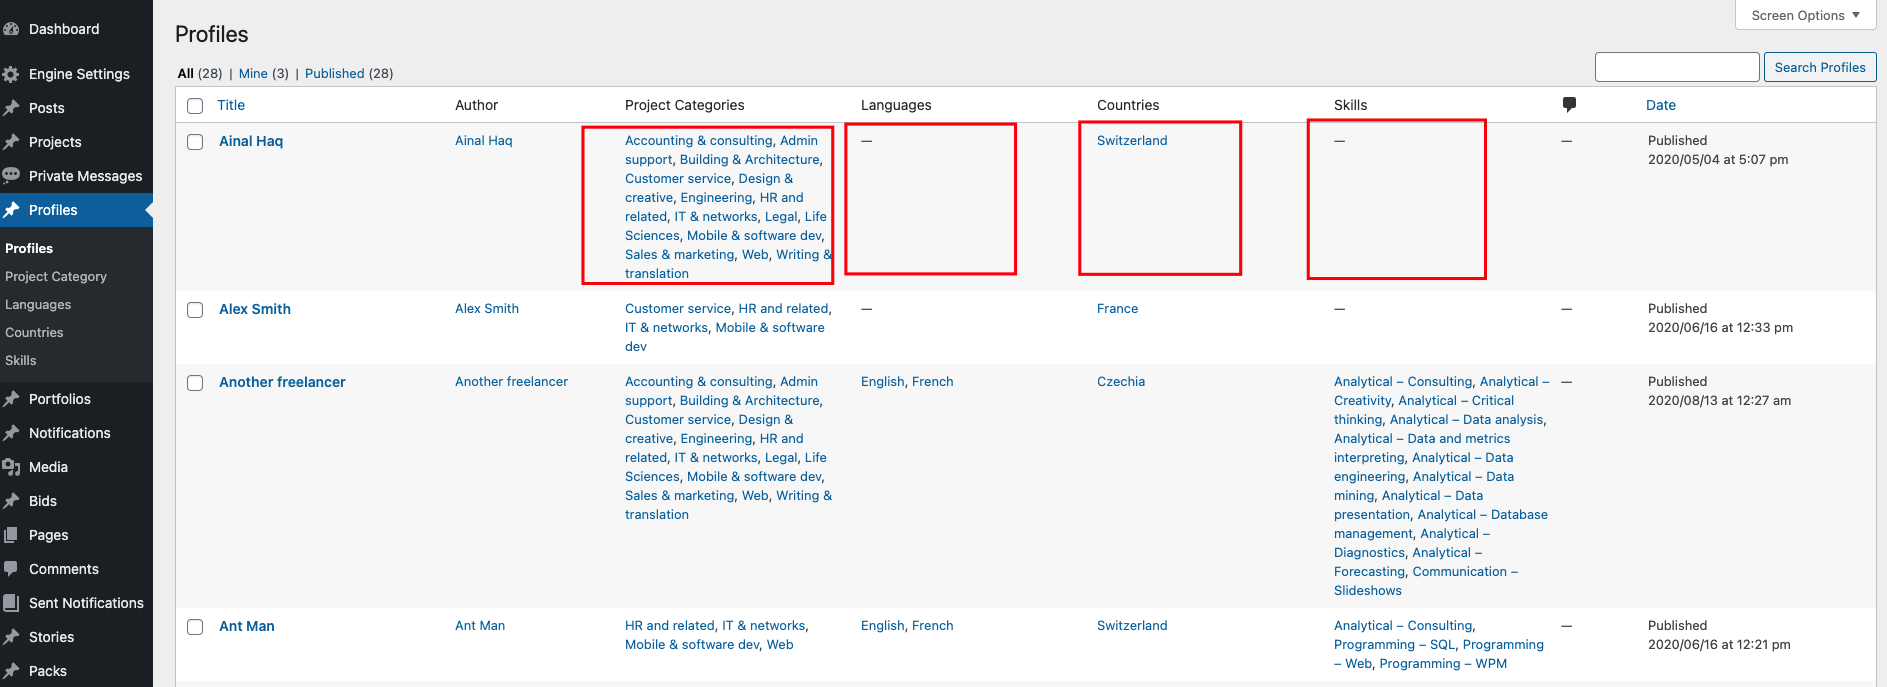 Dashboard
Engine Settings
Posts
Projects
Private Messages
Profiles
Profiles
Project Category
Languages
Countries
Skills
Portfolios
Notifications
Media
Bids
Pages
Comments
Sent Notifications
Stories
Packs
Screen Options ▼
Profiles
All (28) | Mine (3) | Published (28)
Search Profiles
Title Author Project Categories Languages Countries Skills Date
Ainal Haq
Ainal Haq
Accounting & consulting, Admin
support, Building & Architecture,
Customer service, Design &
creative, Engineering, HR and
related, IT & networks, Legal, Life
Sciences, Mobile & software dev,
Sales & marketing, Web, Writing &
translation
—
Switzerland
—
—
Published
2020/05/04 at 5:07 pm
Alex Smith
Alex Smith
Customer service, HR and related,
IT & networks, Mobile & software
dev
—
France
—
—
Published
2020/06/16 at 12:33 pm
Another freelancer
Another freelancer
Accounting & consulting, Admin
support, Building & Architecture,
Customer service, Design &
creative, Engineering, HR and
related, IT & networks, Legal, Life
Sciences, Mobile & software dev,
Sales & marketing, Web, Writing &
translation
English, French
Czechia
Analytical – Consulting, Analytical –
Creativity, Analytical – Critical
thinking, Analytical – Data analysis,
Analytical – Data and metrics
interpreting, Analytical – Data
engineering, Analytical – Data
mining, Analytical – Data
presentation, Analytical – Database
management, Analytical –
Diagnostics, Analytical –
Forecasting, Communication –
Slideshows
—
Published
2020/08/13 at 12:27 am
Ant Man
Ant Man
HR and related, IT & networks,
Mobile & software dev, Web
English, French
Switzerland
Analytical – Consulting,
Programming – SQL, Programming
– Web, Programming – WPM
—
Published
2020/06/16 at 12:21 pm